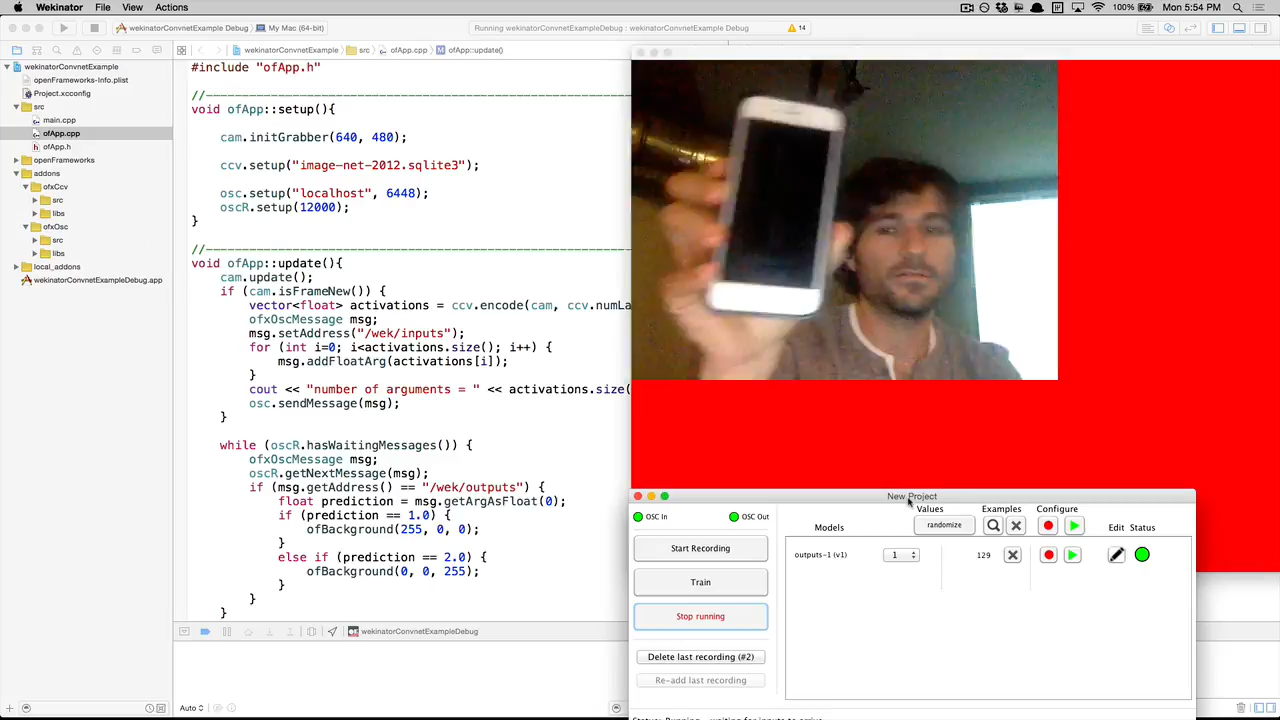 Wekinator File View Actions
100% Mon 5:54 PM
wekinatorConvnetExample Debug My Mac (64-bit)
Running wekinatorConvnetExampleDebug : wekinatorConvnetExampleDebug
14
wekinatorConvnetExample src ofApp.cpp ofApp::update()
wekinatorConvnetExample
openFrameworks-Info.plist
Project.xcconfig
src
main.cpp
ofApp.cpp
ofApp.h
openFrameworks
addons
ofxCcv
src
libs
ofxOsc
src
libs
local_addons
wekinatorConvnetExampleDebug.app
#include "ofApp.h"
//
void ofApp::setup(){
cam.initGrabber(640, 480);
ccv.setup("image-net-2012.sqlite3");
osc.setup("localhost", 6448);
oscR.setup(12000);
}
//
void ofApp::update(){
cam.update();
if (cam.isFrameNew()) {
vector<float> activations = ccv.encode(cam, ccv.numLa
ofxOscMessage msg;
msg.setAddress("/wek/inputs");
for (int i=0; i<activations.size(); i++) {
msg.addFloatArg(activations[i]);
}
cout << "number of arguments = " << activations.size(
osc.sendMessage(msg);
}
while (oscR.hasWaitingMessages()) {
ofxOscMessage msg;
oscR.getNextMessage(msg);
if (msg.getAddress() == "/wek/outputs") {
float prediction = msg.getArgAsFloat(0);
if (prediction == 1.0) {
ofBackground(255, 0, 0);
}
else if (prediction == 2.0) {
ofBackground(0, 0, 255);
}
}
}
wekinatorConvnetExampleDebug
Auto
New Project
OSC In OSC Out
Start Recording
Train
Stop running
Delete last recording (#2)
Re-add last recording
Models Values Examples Configure Edit Status
randomize
outputs-1 (v1) 1 129